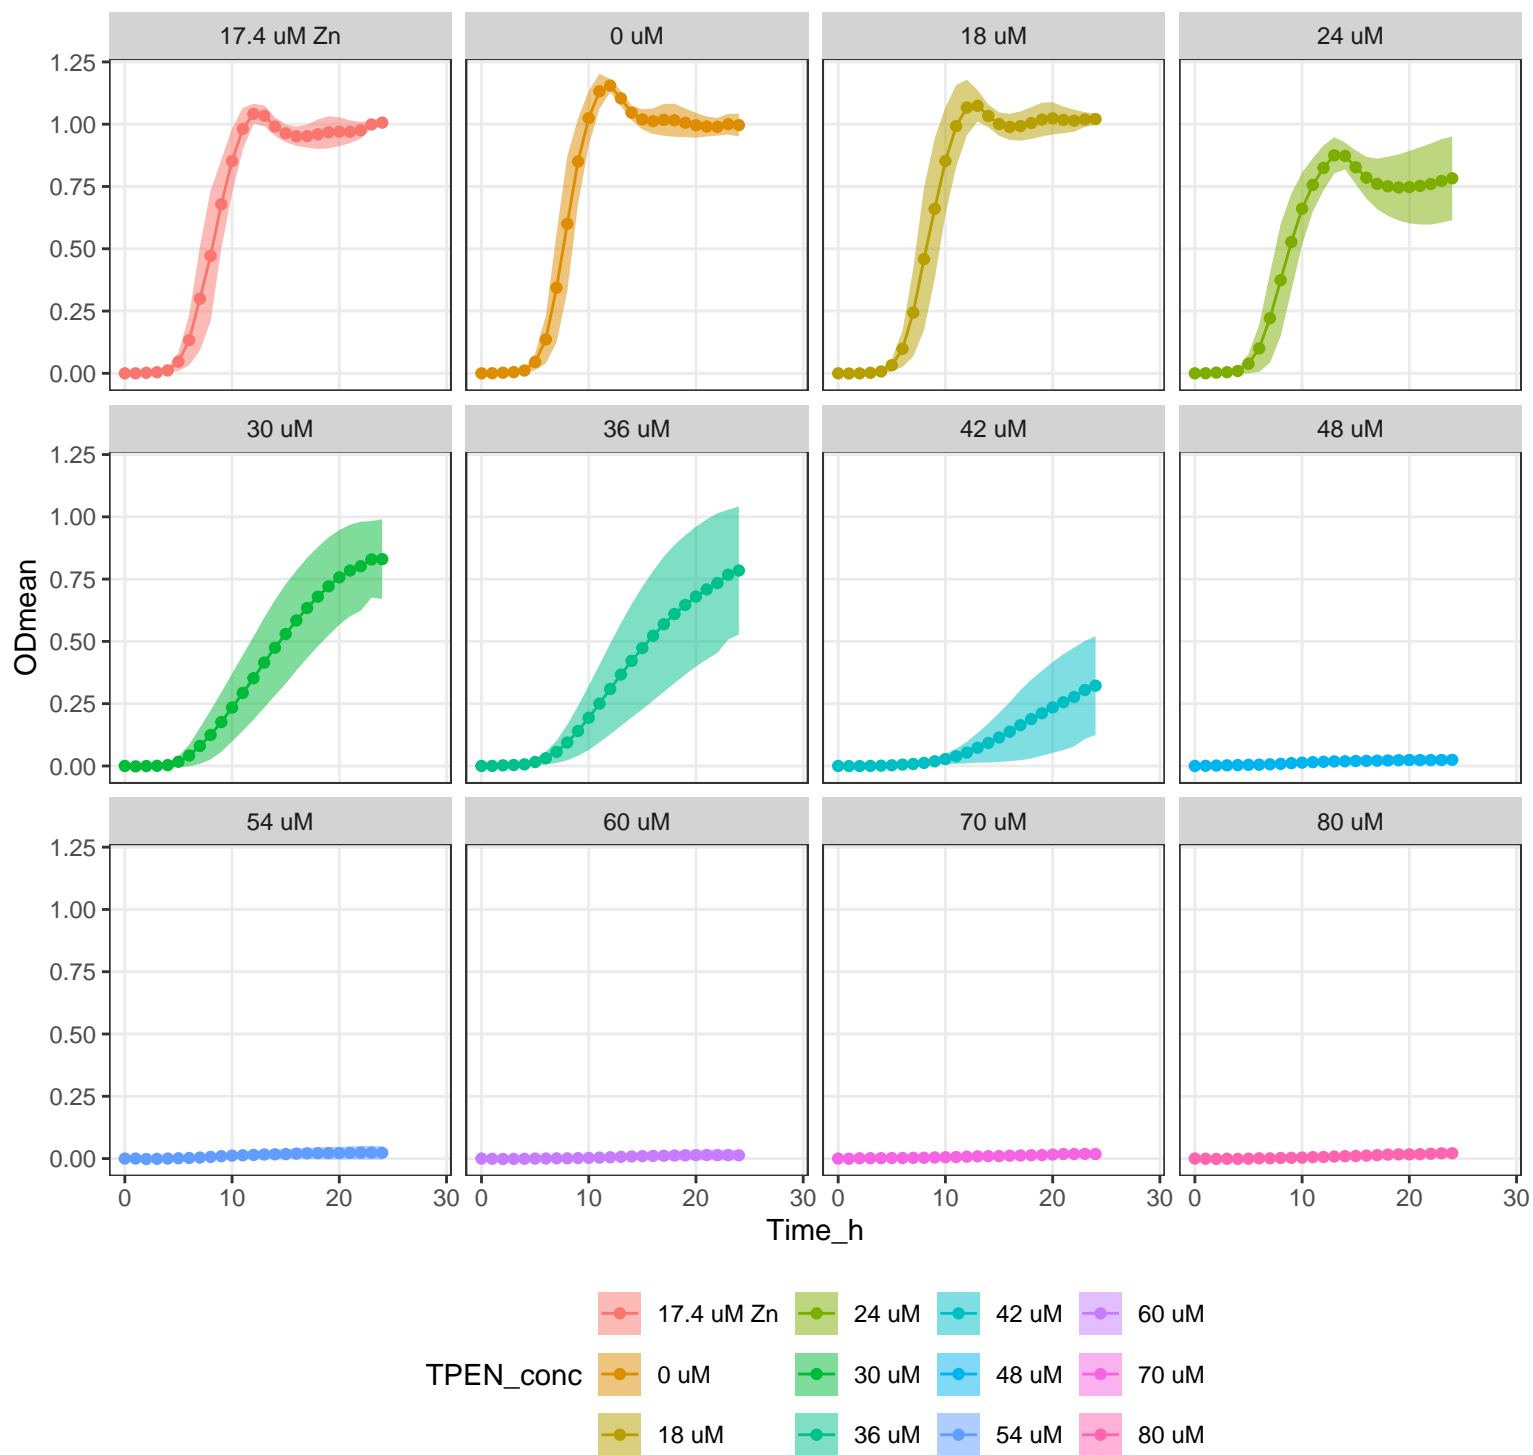 17.4 uM Zn 0 uM 18 uM 24 uM
1.25
1.00
0.75
0.50
0.25
0.00
30 uM 36 uM 42 uM 48 uM
1.25
1.00
0.75
0.50
0.25
0.00
ODmean
54 uM 60 uM 70 uM 80 uM
1.25
1.00
0.75
0.50
0.25
0.00
0 10 20 30 0 10 20 30 0 10 20 30 0 10 20 30
Time_h
TPEN_conc
17.4 uM Zn 24 uM 42 uM 60 uM
0 uM 30 uM 48 uM 70 uM
18 uM 36 uM 54 uM 80 uM